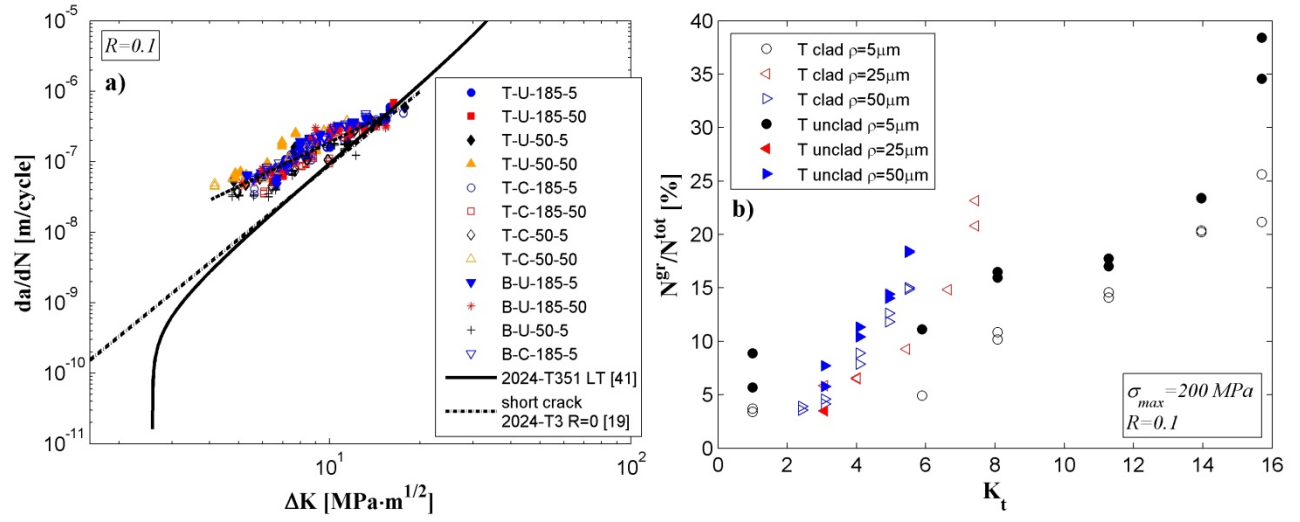 R=0.1
a)
10^-5
10^-6
10^-7
10^-8
10^-9
10^-10
10^-11
da/dN [m/cycle]
10^1
10^2
ΔK [MPa·m^1/2]
T-U-185-5
T-U-185-50
T-U-50-5
T-U-50-50
T-C-185-5
T-C-185-50
T-C-50-5
T-C-50-50
B-U-185-5
B-U-185-50
B-U-50-5
B-C-185-5
2024-T351 LT [41]
short crack
2024-T3 R=0 [19]
T clad ρ=5μm
T clad ρ=25μm
T clad ρ=50μm
T unclad ρ=5μm
T unclad ρ=25μm
T unclad ρ=50μm
b)
40
35
30
25
20
15
10
5
0
N^gr/N^tot [%]
σ_max=200 MPa
R=0.1
0 2 4 6 8 10 12 14 16
K_t